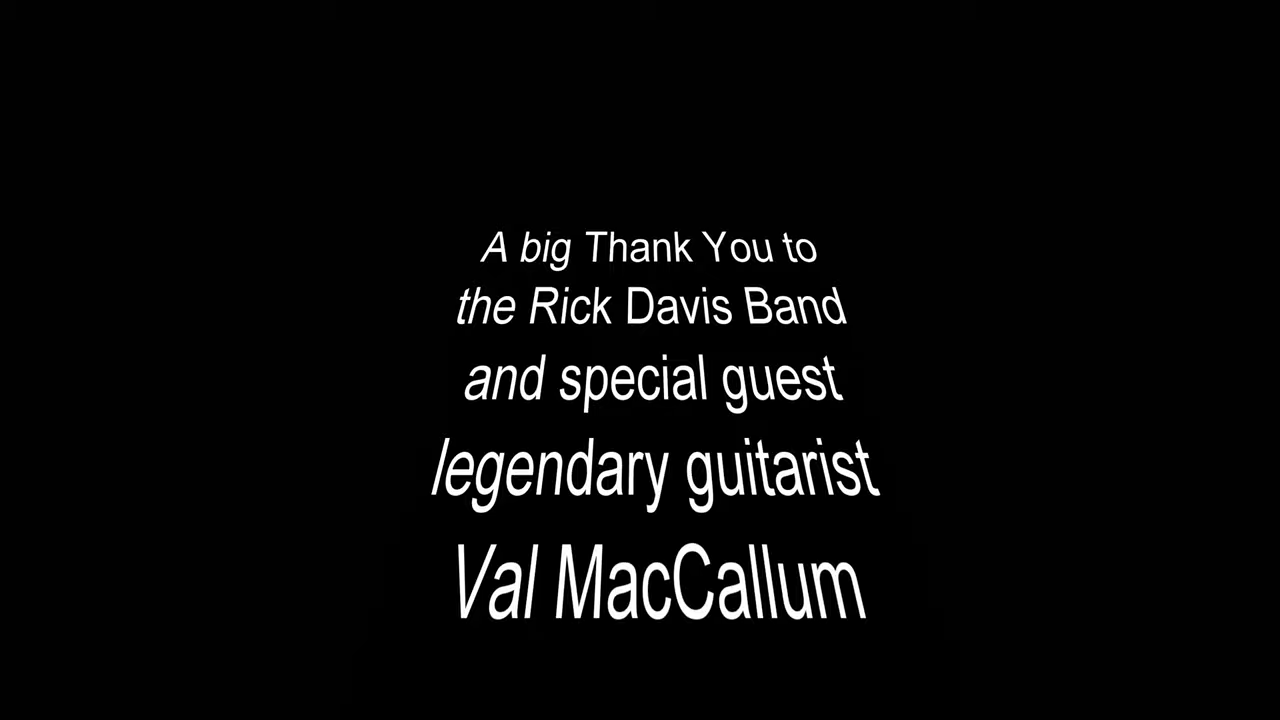 A big Thank You to
the Rick Davis Band
and special guest
legendary guitarist
Val MacCallum